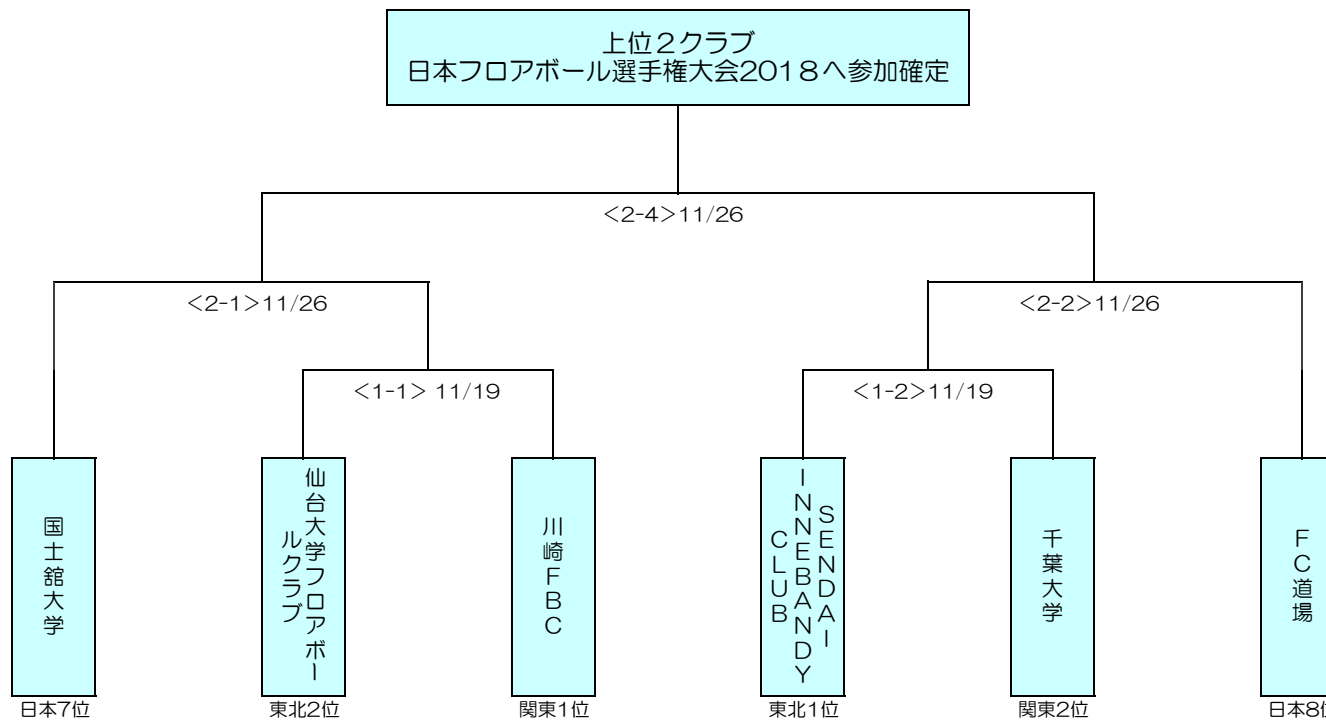 上位２クラブ
日本フロアボール選手権大会2018へ参加確定
<2-4>11/26
<2-1>11/26
<2-2>11/26
<1-1> 11/19
<1-2>11/19
国士舘大学
仙台大学フロアボー
ルクラブ
川崎FBC
SENDAI
INNEBANDY
CLUB
千葉大学
FC道場
日本7位
東北2位
関東1位
東北1位
関東2位
日本8位